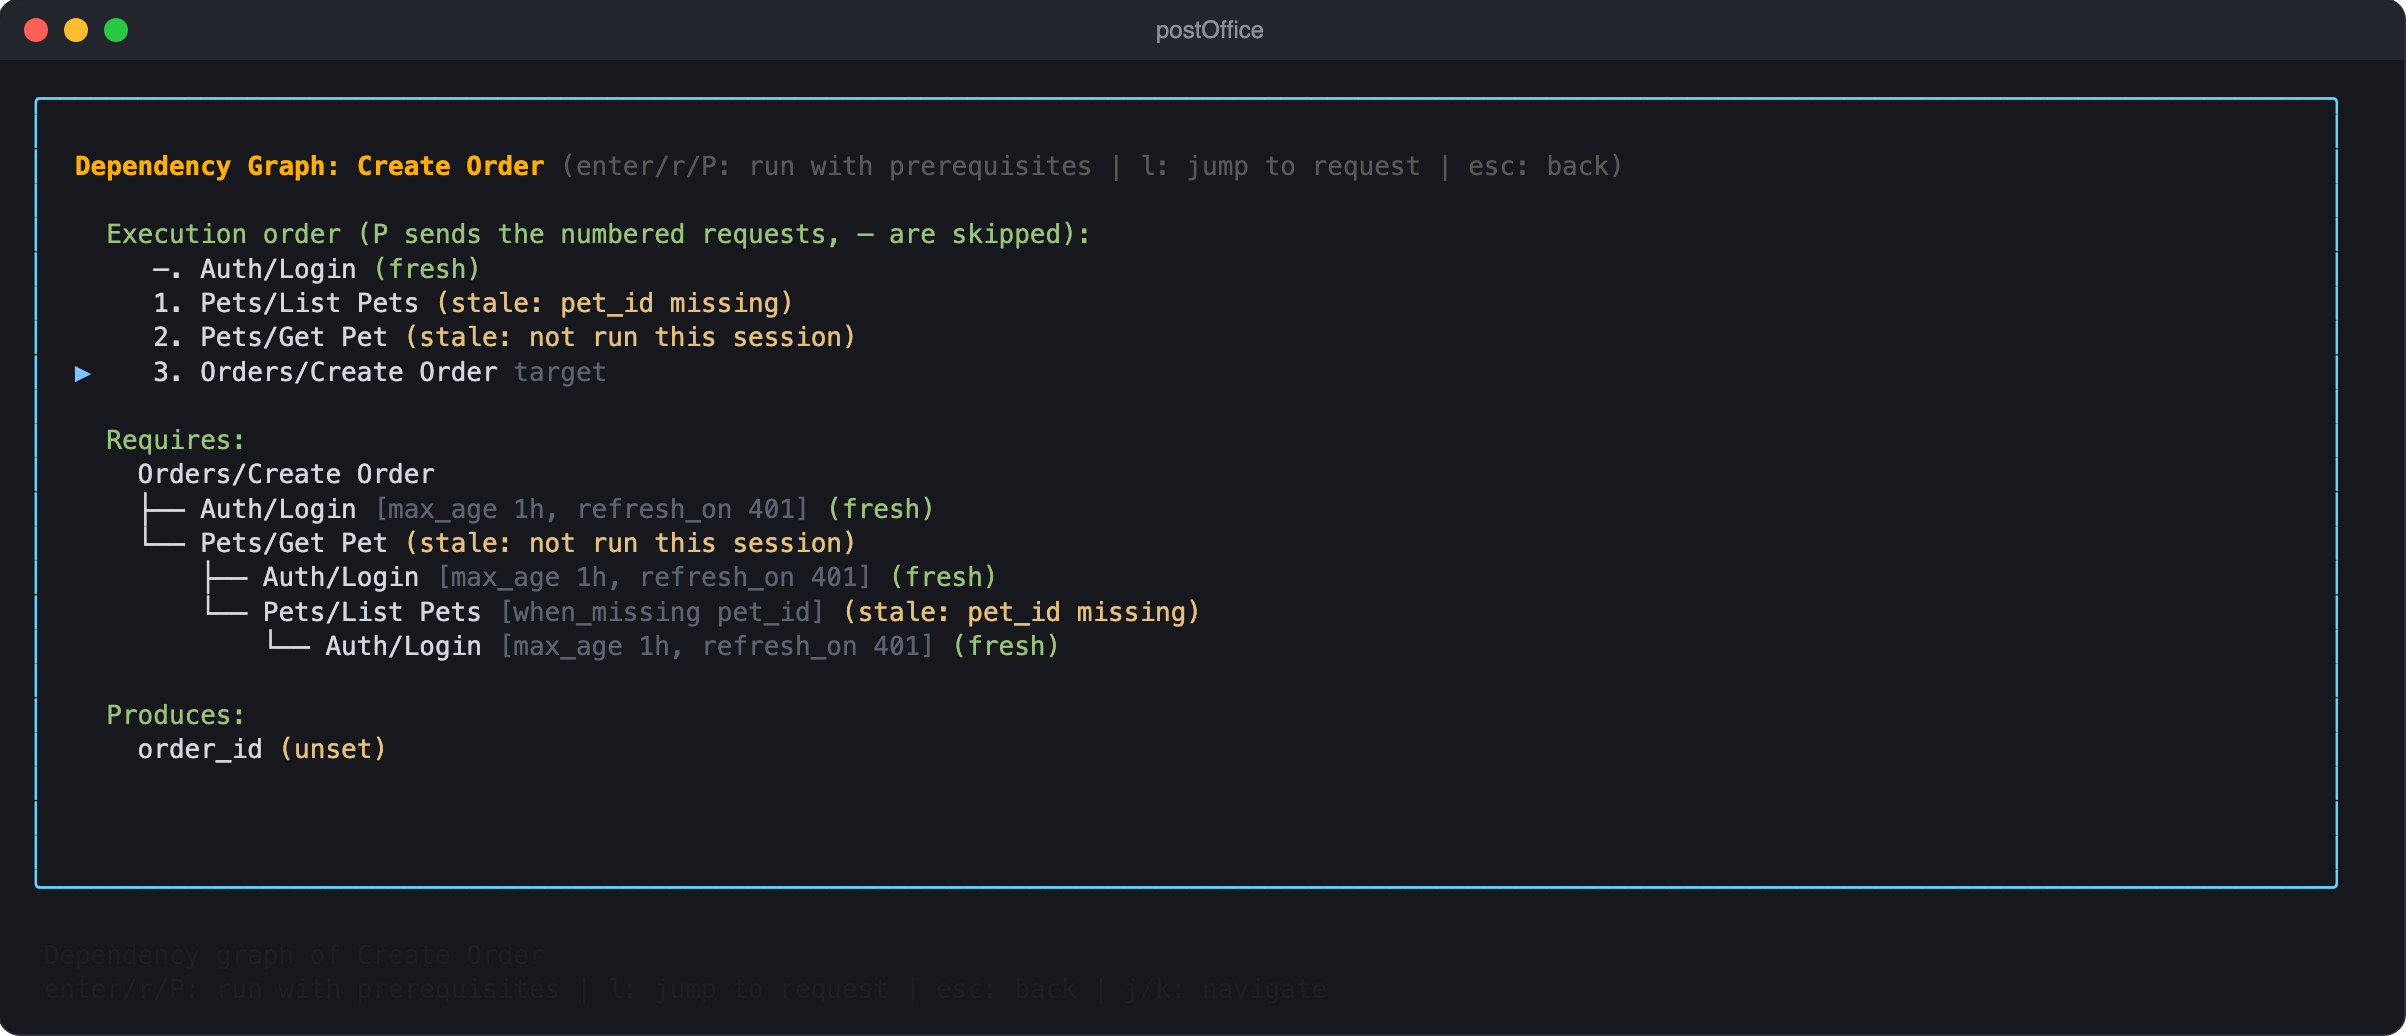 postOffice
Dependency Graph: Create Order (enter/r/P: run with prerequisites | l: jump to request | esc: back)
Execution order (P sends the numbered requests, — are skipped):
—. Auth/Login (fresh)
1. Pets/List Pets (stale: pet_id missing)
2. Pets/Get Pet (stale: not run this session)
▶ 3. Orders/Create Order target
Requires:
Orders/Create Order
├── Auth/Login [max_age 1h, refresh_on 401] (fresh)
└── Pets/Get Pet (stale: not run this session)
├── Auth/Login [max_age 1h, refresh_on 401] (fresh)
└── Pets/List Pets [when_missing pet_id] (stale: pet_id missing)
└── Auth/Login [max_age 1h, refresh_on 401] (fresh)
Produces:
order_id (unset)
Dependency graph of Create Order
enter/r/P: run with prerequisites | l: jump to request | esc: back | j/k: navigate